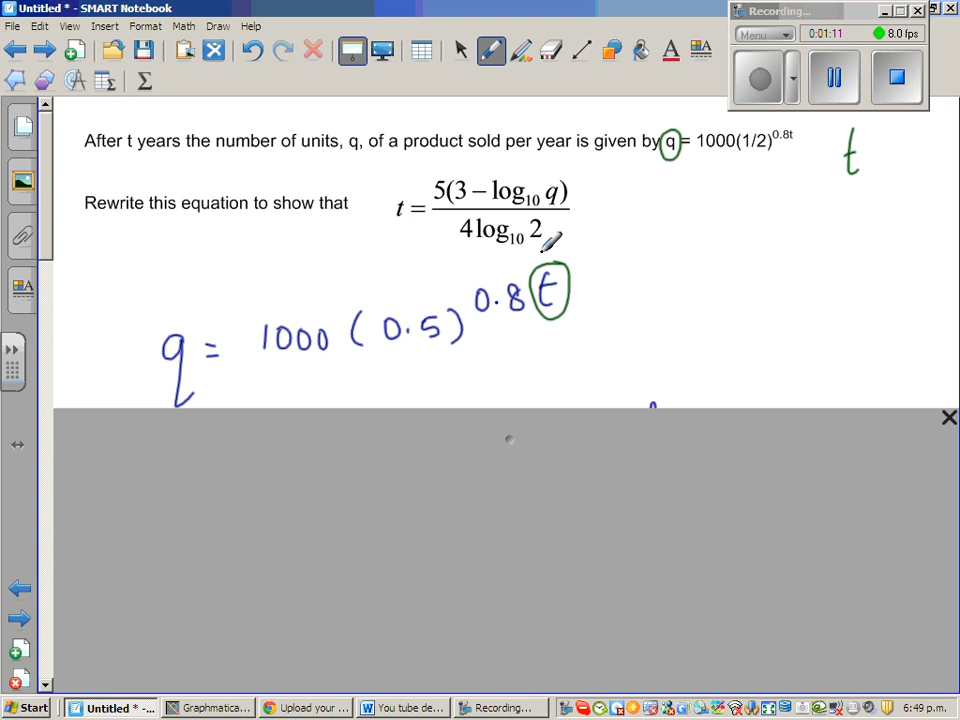 Untitled * - SMART Notebook
Recording...
File Edit View Insert Format Math Draw Help
Menu 0:01:11 8.0 fps
After t years the number of units, q, of a product sold per year is given by q = 1000(1/2)^0.8t
t
Rewrite this equation to show that t = 5(3 − log₁₀ q) / 4 log₁₀ 2
q = 1000 (0.5)^0.8t
Start Untitled * -... Graphmatica... Upload your ... You tube de... Recording... 6:49 p.m.